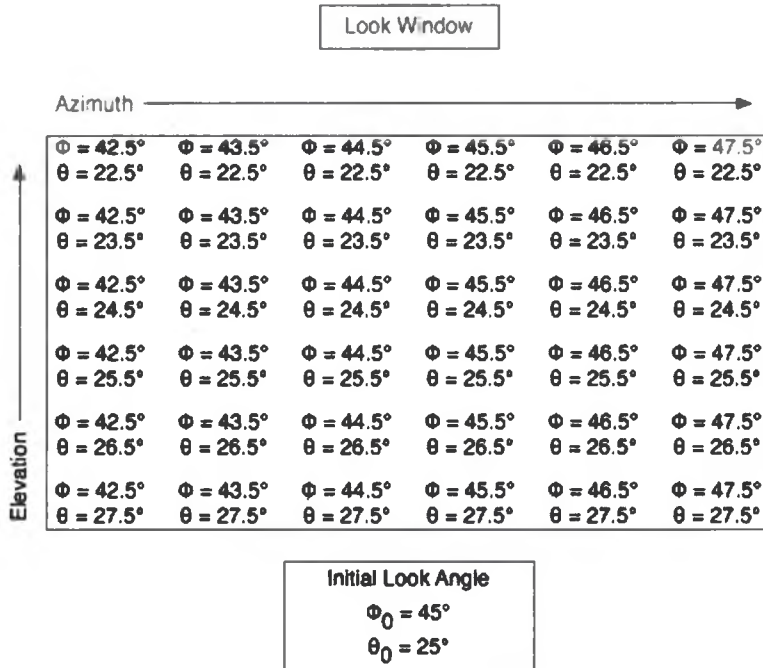 Look Window
Azimuth
Φ = 42.5° Φ = 43.5° Φ = 44.5° Φ = 45.5° Φ = 46.5° Φ = 47.5°
θ = 22.5° θ = 22.5° θ = 22.5° θ = 22.5° θ = 22.5° θ = 22.5°
Φ = 42.5° Φ = 43.5° Φ = 44.5° Φ = 45.5° Φ = 46.5° Φ = 47.5°
θ = 23.5° θ = 23.5° θ = 23.5° θ = 23.5° θ = 23.5° θ = 23.5°
Φ = 42.5° Φ = 43.5° Φ = 44.5° Φ = 45.5° Φ = 46.5° Φ = 47.5°
θ = 24.5° θ = 24.5° θ = 24.5° θ = 24.5° θ = 24.5° θ = 24.5°
Φ = 42.5° Φ = 43.5° Φ = 44.5° Φ = 45.5° Φ = 46.5° Φ = 47.5°
θ = 25.5° θ = 25.5° θ = 25.5° θ = 25.5° θ = 25.5° θ = 25.5°
Φ = 42.5° Φ = 43.5° Φ = 44.5° Φ = 45.5° Φ = 46.5° Φ = 47.5°
θ = 26.5° θ = 26.5° θ = 26.5° θ = 26.5° θ = 26.5° θ = 26.5°
Φ = 42.5° Φ = 43.5° Φ = 44.5° Φ = 45.5° Φ = 46.5° Φ = 47.5°
θ = 27.5° θ = 27.5° θ = 27.5° θ = 27.5° θ = 27.5° θ = 27.5°
Elevation
Initial Look Angle
Φ0 = 45°
θ0 = 25°